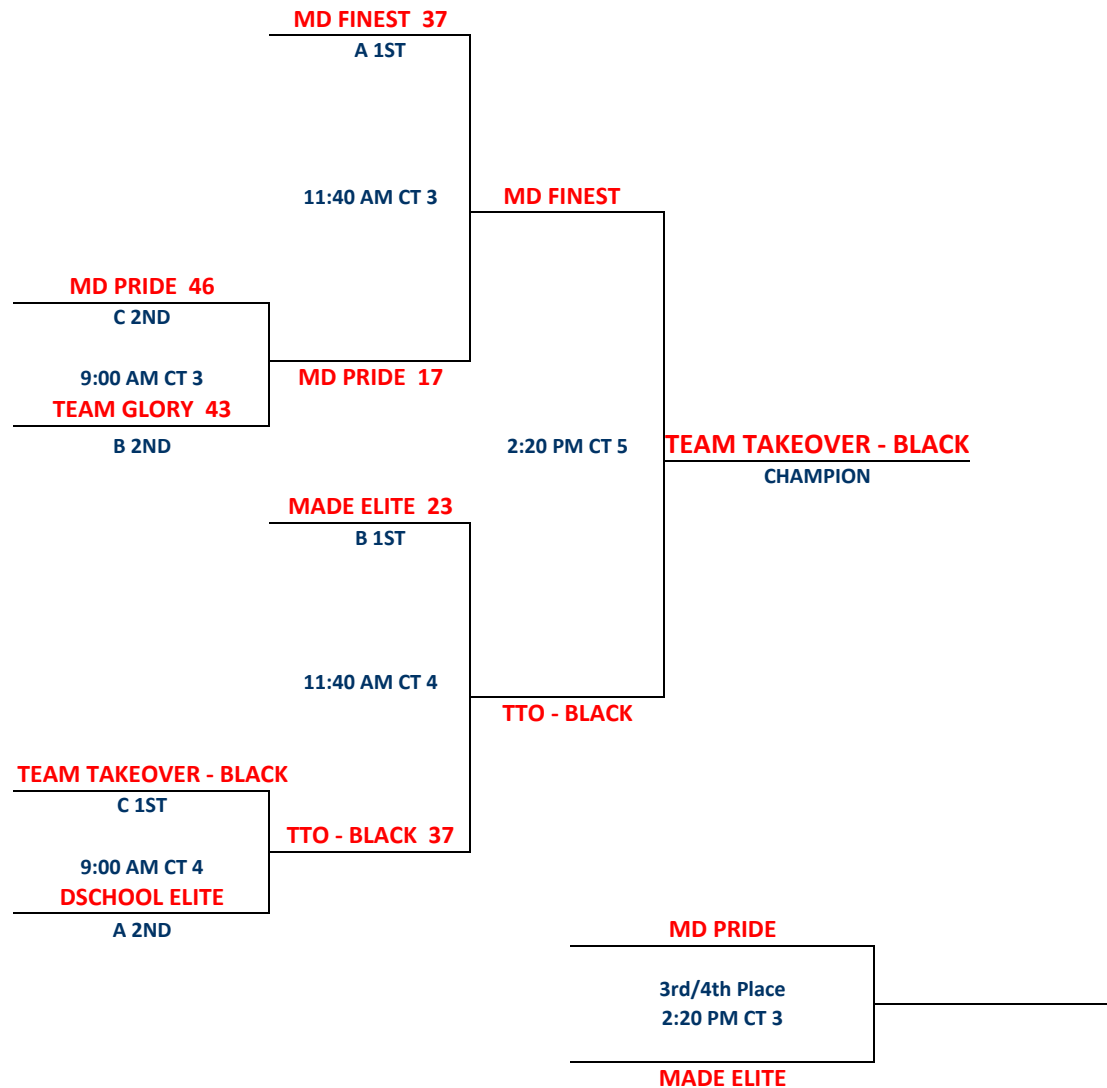 MD FINEST  37
A 1ST
11:40 AM CT 3
MD FINEST
MD PRIDE  46
C 2ND
9:00 AM CT 3
MD PRIDE  17
TEAM GLORY  43
B 2ND
2:20 PM CT 5
TEAM TAKEOVER - BLACK
CHAMPION
MADE ELITE  23
B 1ST
11:40 AM CT 4
TTO - BLACK
TEAM TAKEOVER - BLACK
C 1ST
TTO - BLACK  37
9:00 AM CT 4
DSCHOOL ELITE
A 2ND
MD PRIDE
3rd/4th Place
2:20 PM CT 3
MADE ELITE